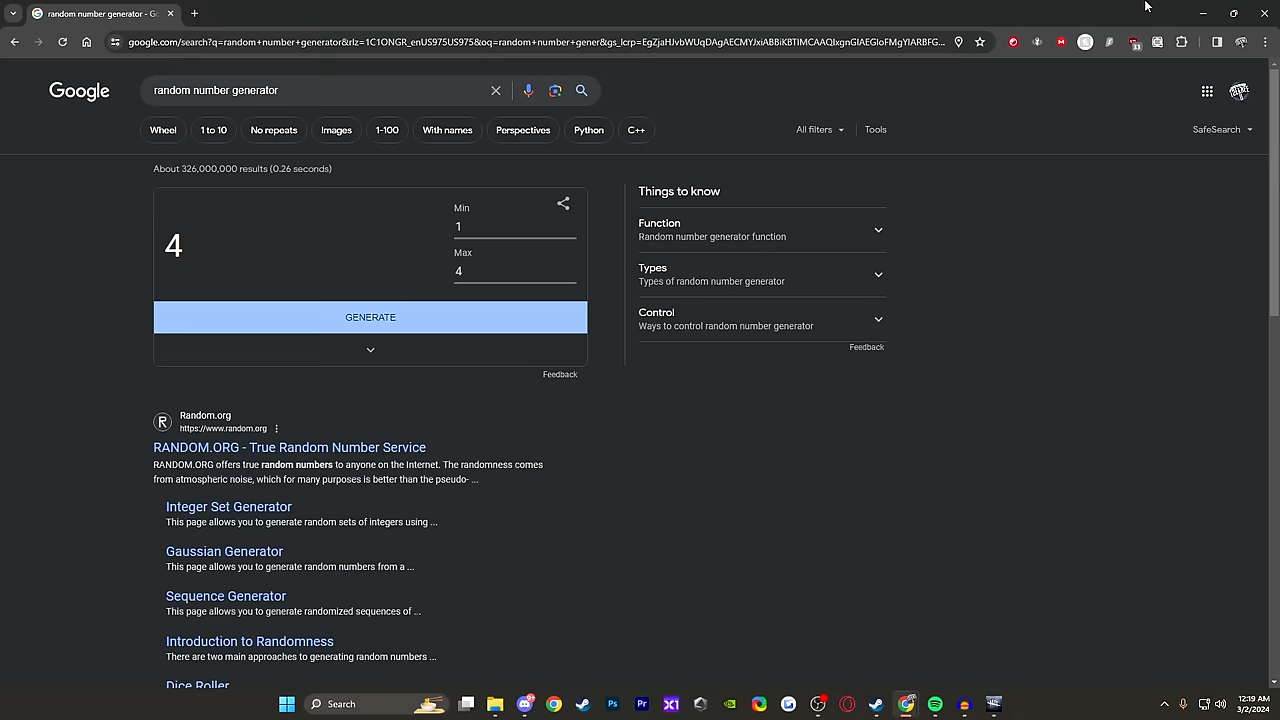 random number generator - Go
google.com/search?q=random+number+generator&rlz=1C1ONGR_enUS975US975&oq=random+number+gener&gs_lcrp=EgZjaHJvbWUqDAgAECMYJxiABBiKBTIMCAAQIxgnGIAEGIoFMgYIARBFG...
33
Google
random number generator
Wheel
1 to 10
No repeats
Images
1-100
With names
Perspectives
Python
C++
All filters
Tools
SafeSearch
About 326,000,000 results (0.26 seconds)
4
Min
1
Max
4
GENERATE
Feedback
Things to know
Function
Random number generator function
Types
Types of random number generator
Control
Ways to control random number generator
Feedback
R
Random.org
https://www.random.org
RANDOM.ORG - True Random Number Service
RANDOM.ORG offers true random numbers to anyone on the Internet. The randomness comes
from atmospheric noise, which for many purposes is better than the pseudo- ...
Integer Set Generator
This page allows you to generate random sets of integers using ...
Gaussian Generator
This page allows you to generate random numbers from a ...
Sequence Generator
This page allows you to generate randomized sequences of ...
Introduction to Randomness
There are two main approaches to generating random numbers ...
Dice Roller
Search
Ps
Pr
X1
12:19 AM
3/2/2024